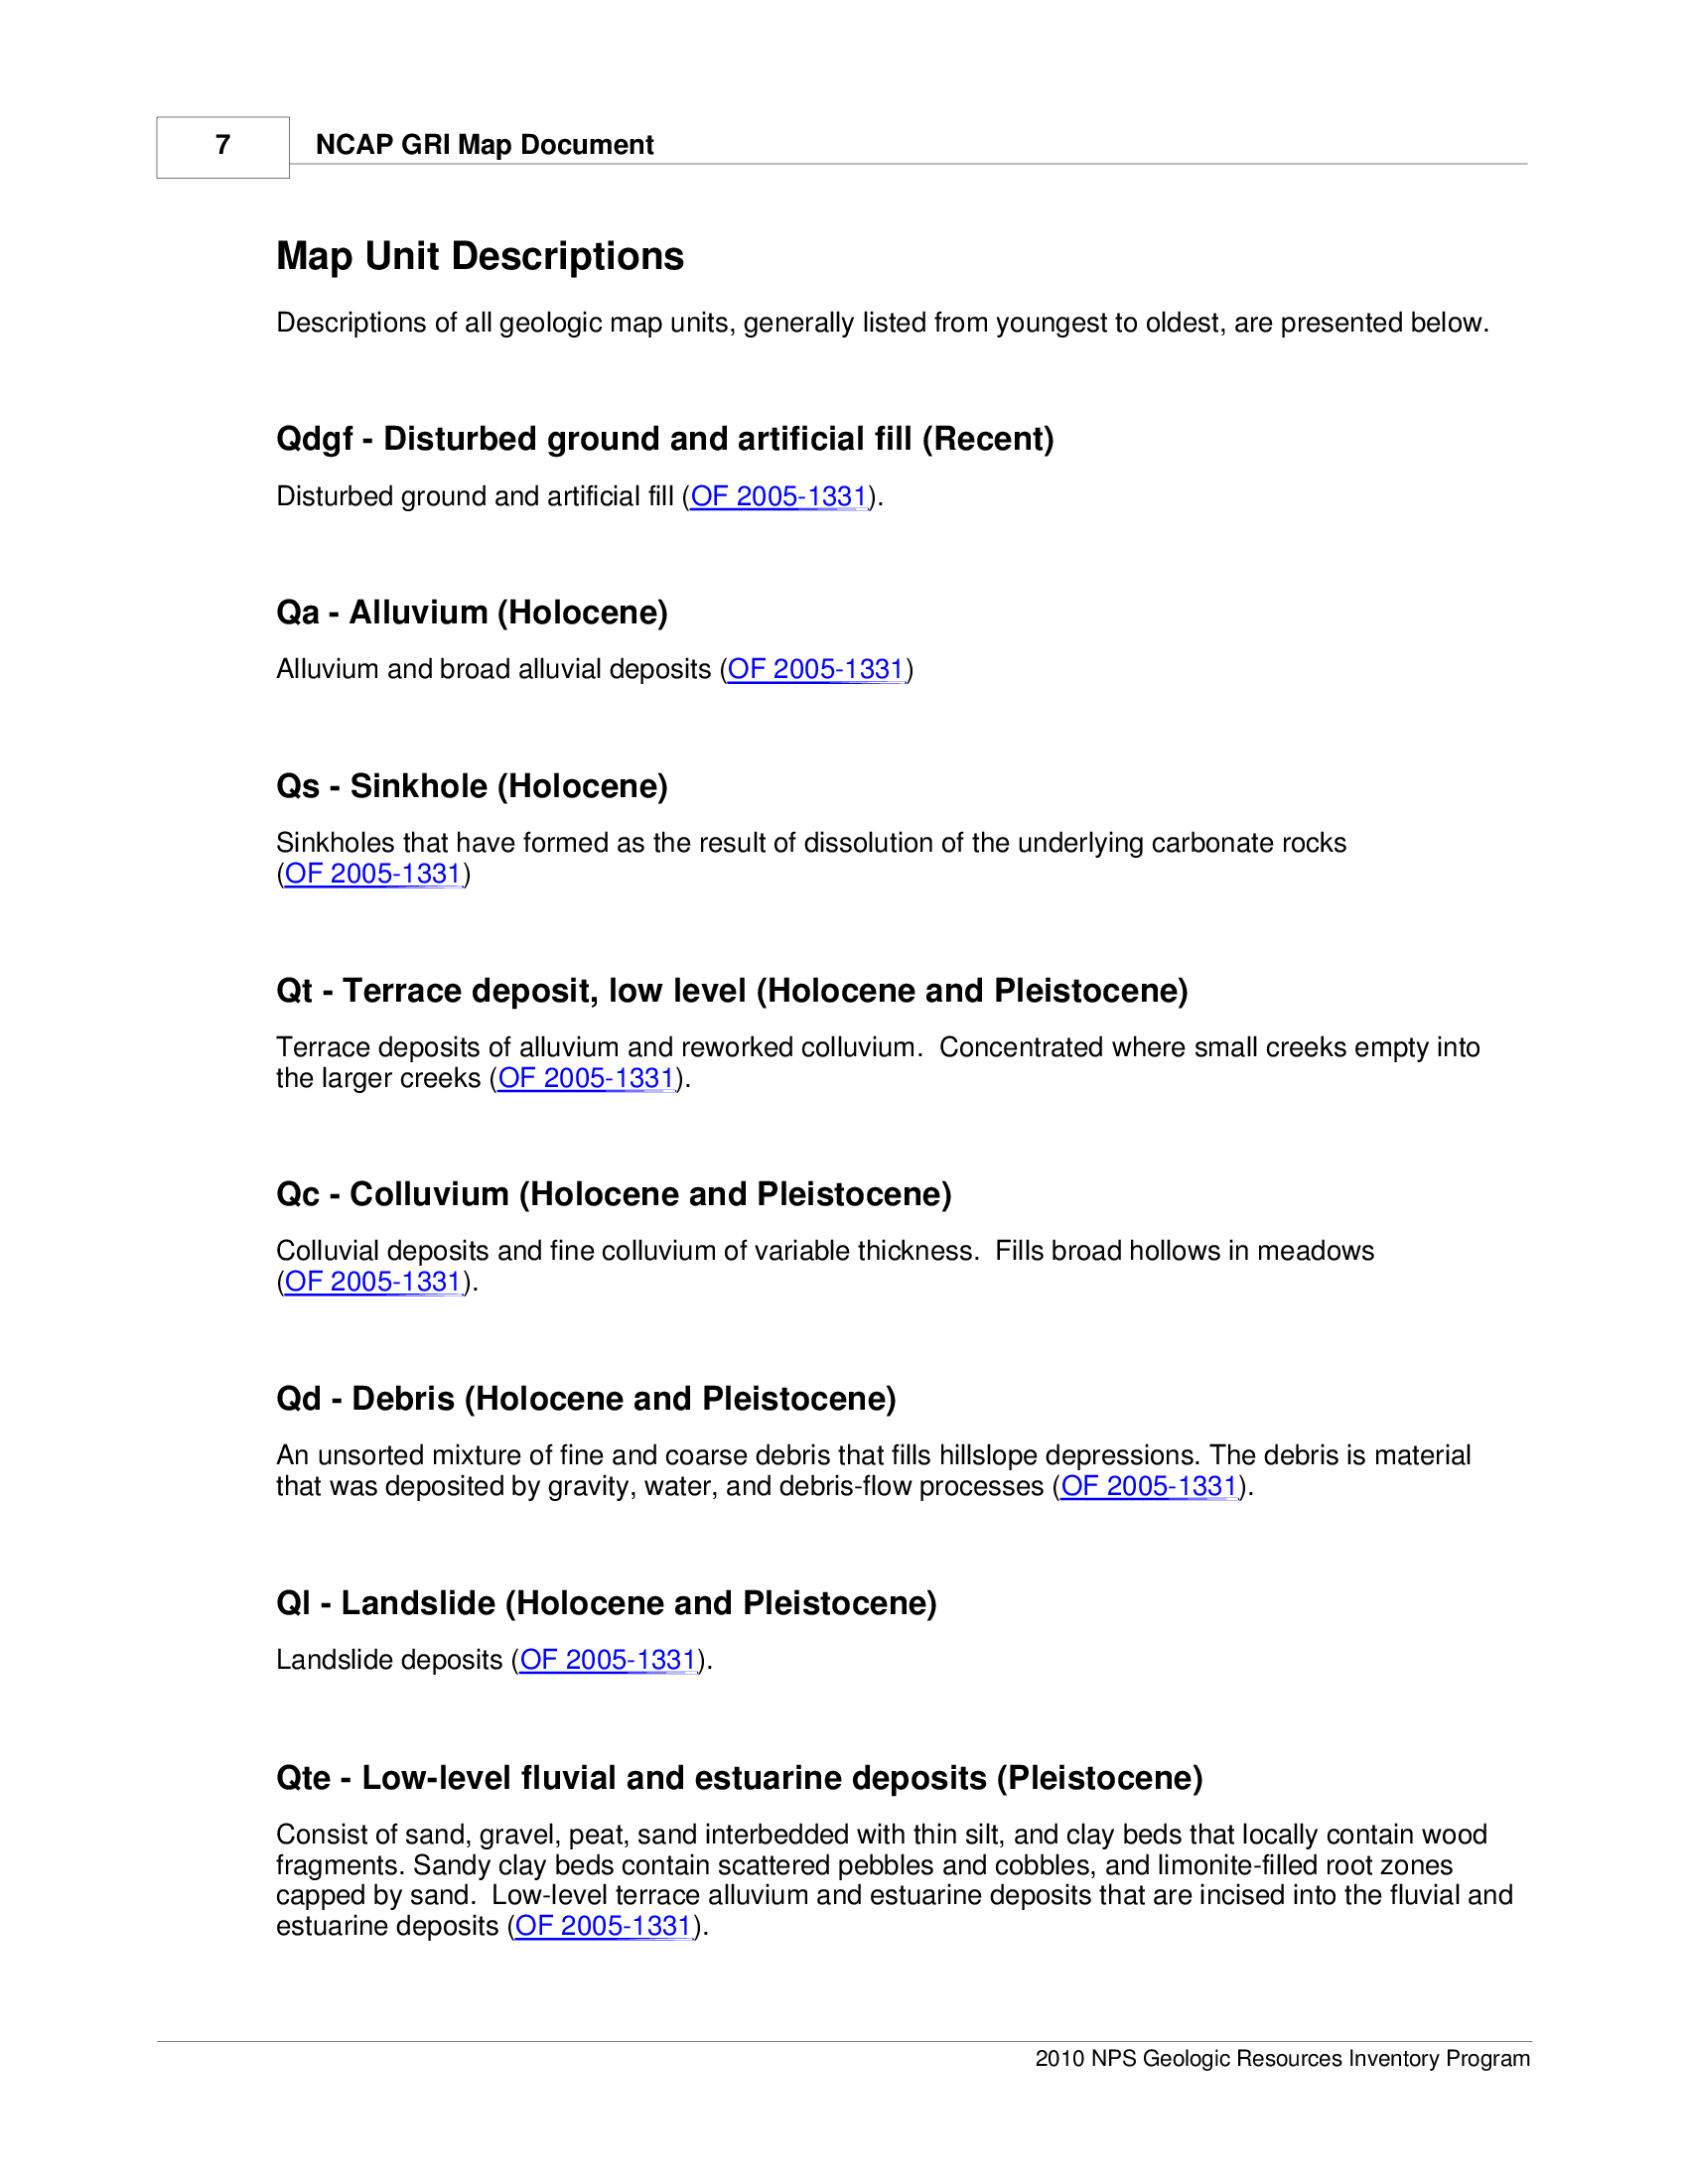 7
NCAP GRI Map Document
Map Unit Descriptions
Descriptions of all geologic map units, generally listed from youngest to oldest, are presented below.
Qdgf - Disturbed ground and artificial fill (Recent)
Disturbed ground and artificial fill (OF 2005-1331).
Qa - Alluvium (Holocene)
Alluvium and broad alluvial deposits (OF 2005-1331)
Qs - Sinkhole (Holocene)
Sinkholes that have formed as the result of dissolution of the underlying carbonate rocks
(OF 2005-1331)
Qt - Terrace deposit, low level (Holocene and Pleistocene)
Terrace deposits of alluvium and reworked colluvium.  Concentrated where small creeks empty into
the larger creeks (OF 2005-1331).
Qc - Colluvium (Holocene and Pleistocene)
Colluvial deposits and fine colluvium of variable thickness.  Fills broad hollows in meadows
(OF 2005-1331).
Qd - Debris (Holocene and Pleistocene)
An unsorted mixture of fine and coarse debris that fills hillslope depressions. The debris is material
that was deposited by gravity, water, and debris-flow processes (OF 2005-1331).
Ql - Landslide (Holocene and Pleistocene)
Landslide deposits (OF 2005-1331).
Qte - Low-level fluvial and estuarine deposits (Pleistocene)
Consist of sand, gravel, peat, sand interbedded with thin silt, and clay beds that locally contain wood
fragments. Sandy clay beds contain scattered pebbles and cobbles, and limonite-filled root zones
capped by sand.  Low-level terrace alluvium and estuarine deposits that are incised into the fluvial and
estuarine deposits (OF 2005-1331).
2010 NPS Geologic Resources Inventory Program